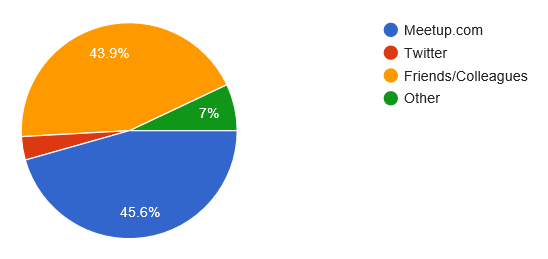 43.9%
7%
45.6%
Meetup.com
Twitter
Friends/Colleagues
Other